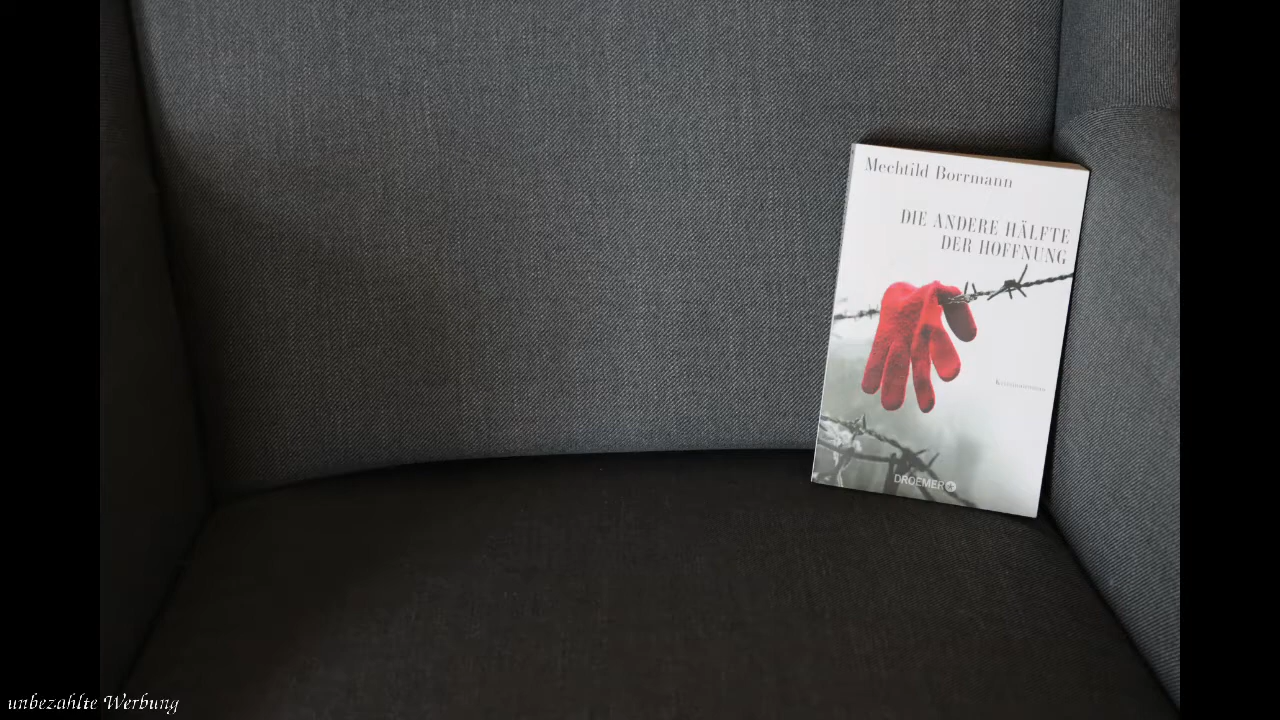 Mechtild Borrmann
DIE ANDERE HÄLFTE
DER HOFFNUNG
DROEMER
unbezahlte Werbung